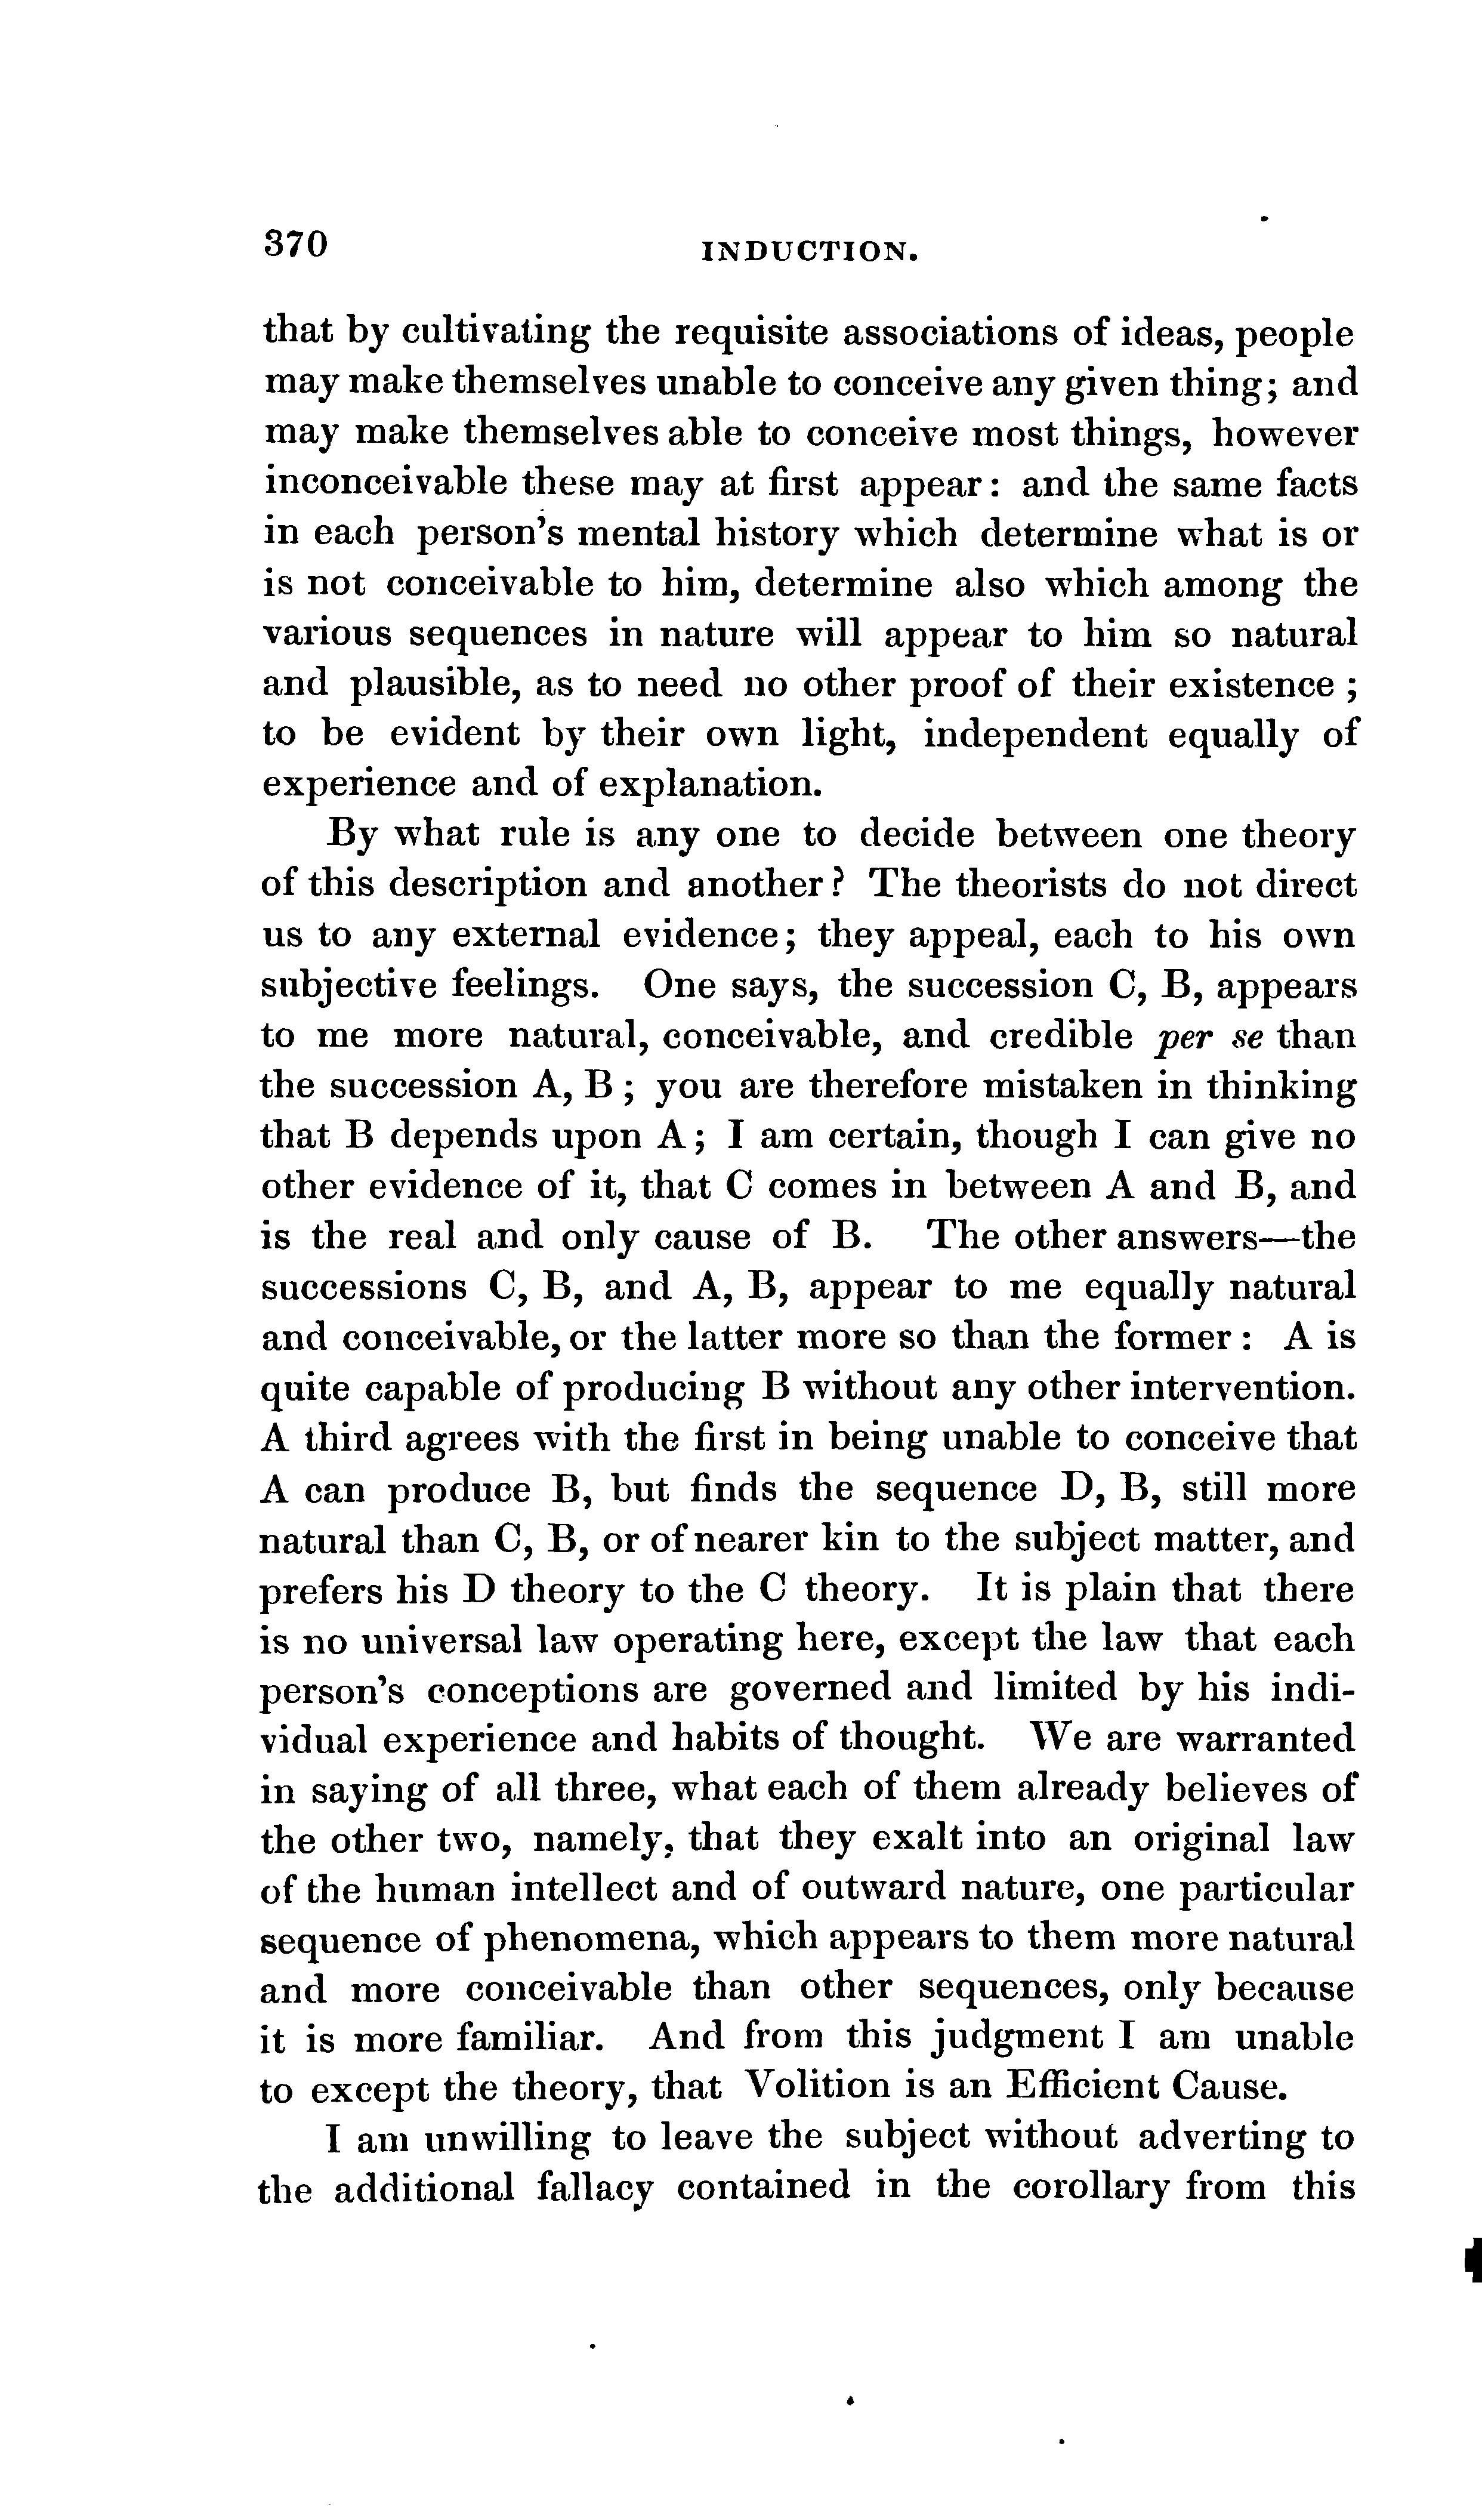 370 INDUCTION.
that by cultivating the requisite associations of ideas, people
may make themselves unable to conceive any given thing; and
may make themselves able to conceive most things, however
inconceivable these may at first appear: and the same facts
in each person's mental history which determine what is or
is not conceivable to him, determine also which among the
various sequences in nature will appear to him so natural
and plausible, as to need no other proof of their existence;
to be evident by their own light, independent equally of
experience and of explanation.
By what rule is any one to decide between one theory
of this description and another? The theorists do not direct
us to any external evidence; they appeal, each to his own
subjective feelings. One says, the succession C, B, appears
to me more natural, conceivable, and credible per se than
the succession A, B; you are therefore mistaken in thinking
that B depends upon A; I am certain, though I can give no
other evidence of it, that C comes in between A and B, and
is the real and only cause of B. The other answers—the
successions C, B, and A, B, appear to me equally natural
and conceivable, or the latter more so than the former: A is
quite capable of producing B without any other intervention.
A third agrees with the first in being unable to conceive that
A can produce B, but finds the sequence D, B, still more
natural than C, B, or of nearer kin to the subject matter, and
prefers his D theory to the C theory. It is plain that there
is no universal law operating here, except the law that each
person's conceptions are governed and limited by his indi-
vidual experience and habits of thought. We are warranted
in saying of all three, what each of them already believes of
the other two, namely, that they exalt into an original law
of the human intellect and of outward nature, one particular
sequence of phenomena, which appears to them more natural
and more conceivable than other sequences, only because
it is more familiar. And from this judgment I am unable
to except the theory, that Volition is an Efficient Cause.
I am unwilling to leave the subject without adverting to
the additional fallacy contained in the corollary from this